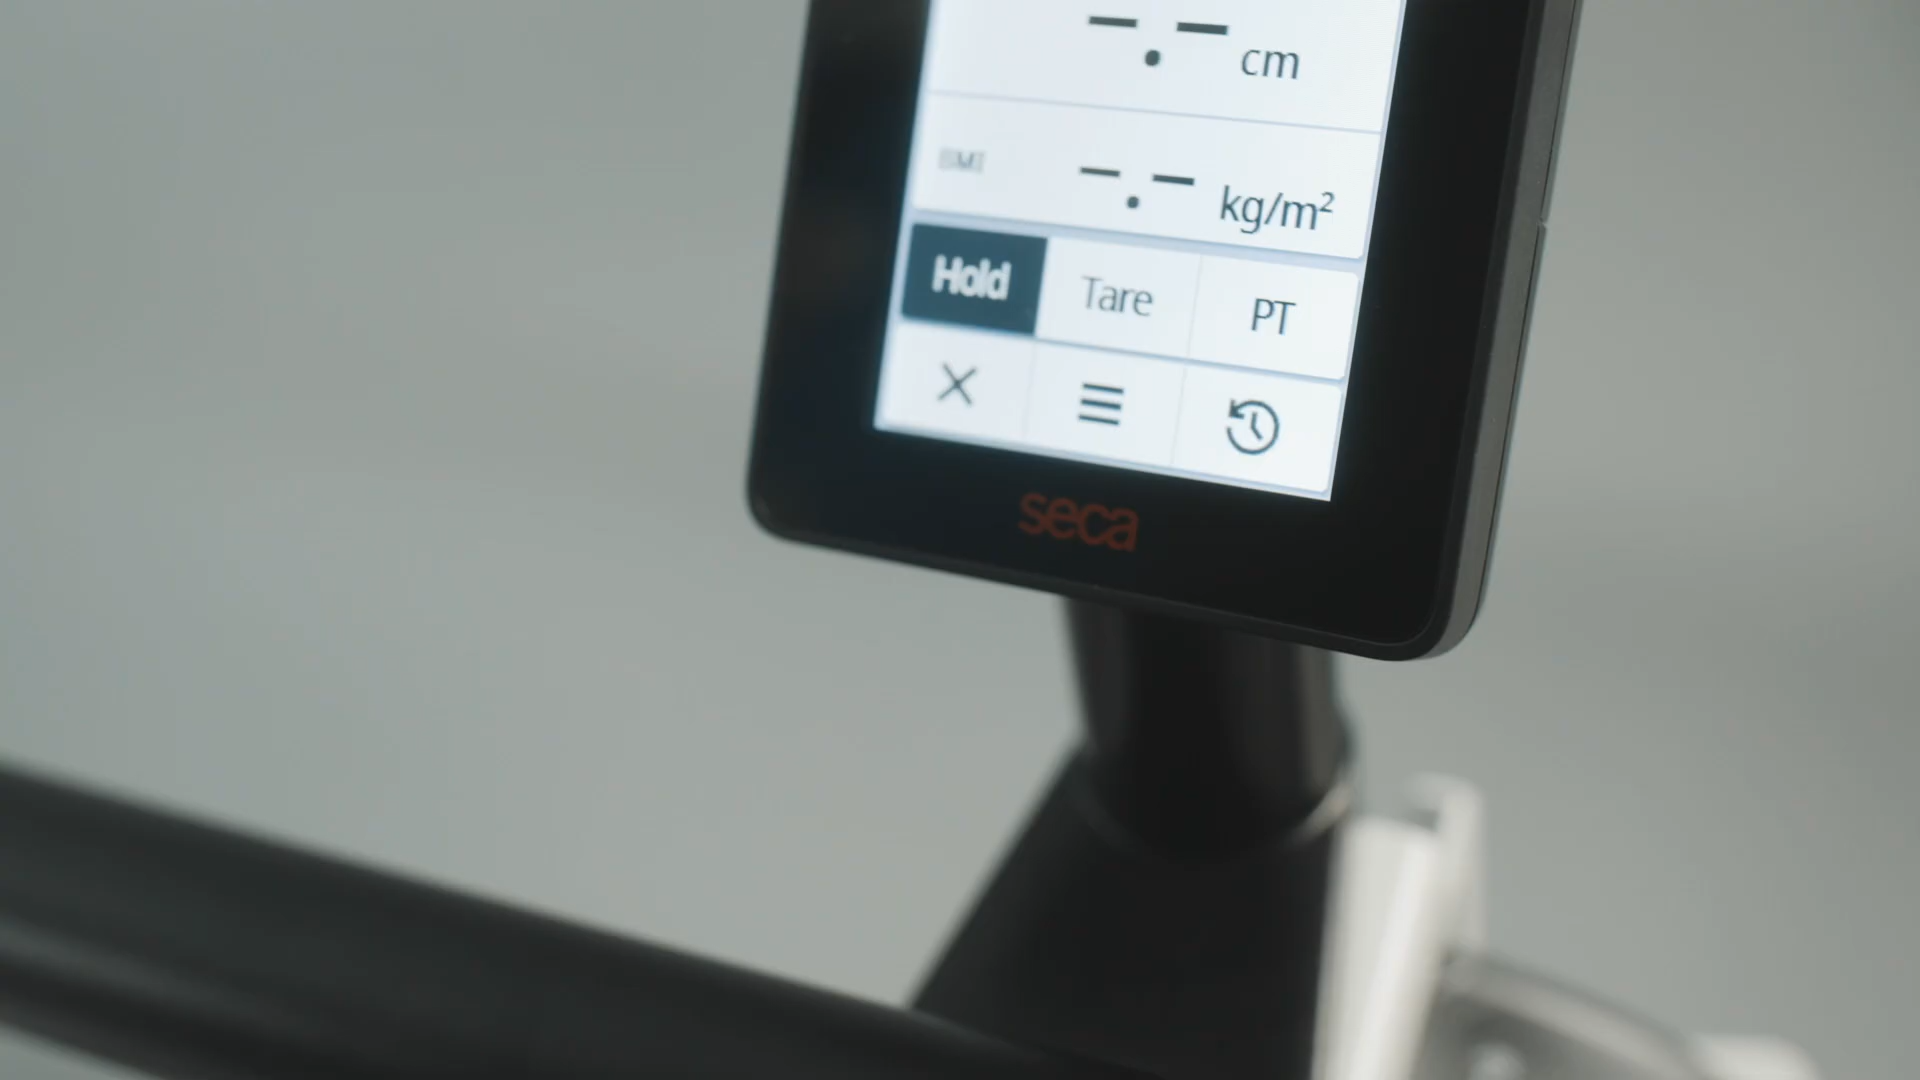 -.- cm
BMI -.- kg/m²
Hold Tare PT
seca